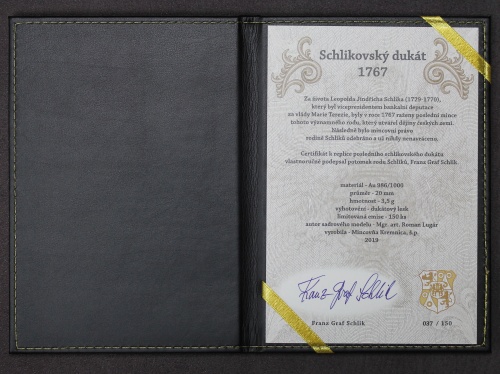 Schlikovský dukát
1767
Za života Leopolda Jindřicha Schlika (1729-1770),
který byl viceprezidentem bankální deputace
za vlády Marie Terezie, byly v roce 1767 raženy poslední mince
tohoto významného rodu, který utvářel dějiny českých zemí.
Následně bylo mincovní právo
rodině Schliků odebráno a už nikdy nenavráceno.
Certifikát k replice posledního schlikovského dukátu
vlastnoručně podepsal potomek rodu Schliků, Franz Graf Schlik.
materiál - Au 986/1000
průměr - 20 mm
hmotnost - 3,5 g
vyhotovení - dukátový lesk
limitovaná emise - 150 ks
autor sádrového modelu - Mgr. art. Roman Lugár
vyrobila - Mincovňa Kremnica, š.p.
2019
Franz Graf Schlik
Franz Graf Schlik
037 / 150